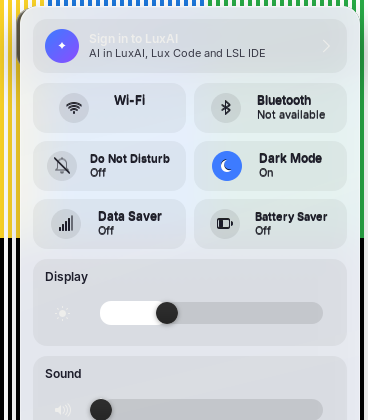 Sign in to LuxAI
AI in LuxAI, Lux Code and LSL IDE
Wi-Fi
Bluetooth
Not available
Do Not Disturb
Off
Dark Mode
On
Data Saver
Off
Battery Saver
Off
Display
Sound